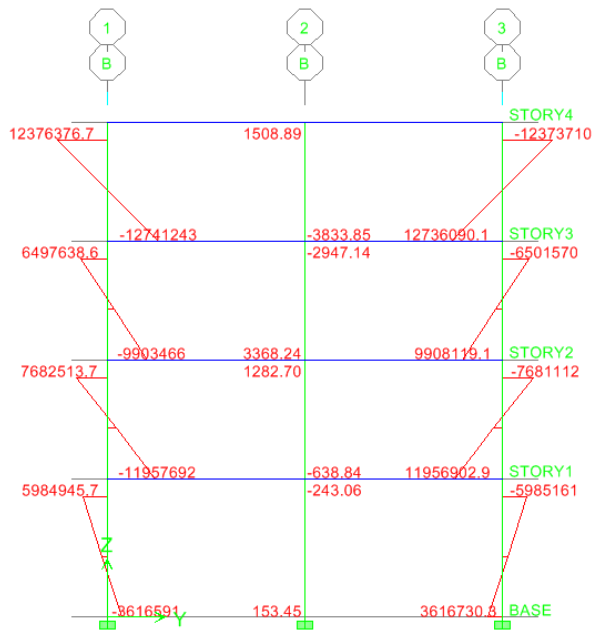 1 2 3
B B B
STORY4
12376376.7 1508.89 -12373710
-12741243 -3833.85 12736090.1 STORY3
6497638.6 -2947.14 -6501570
-9903466 3368.24 9908119.1 STORY2
7682513.7 1282.70 -7681112
-11957692 -638.84 11956902.9 STORY1
5984945.7 -243.06 -5985161
Z
-3616591 153.45 3616730.3 BASE
Y